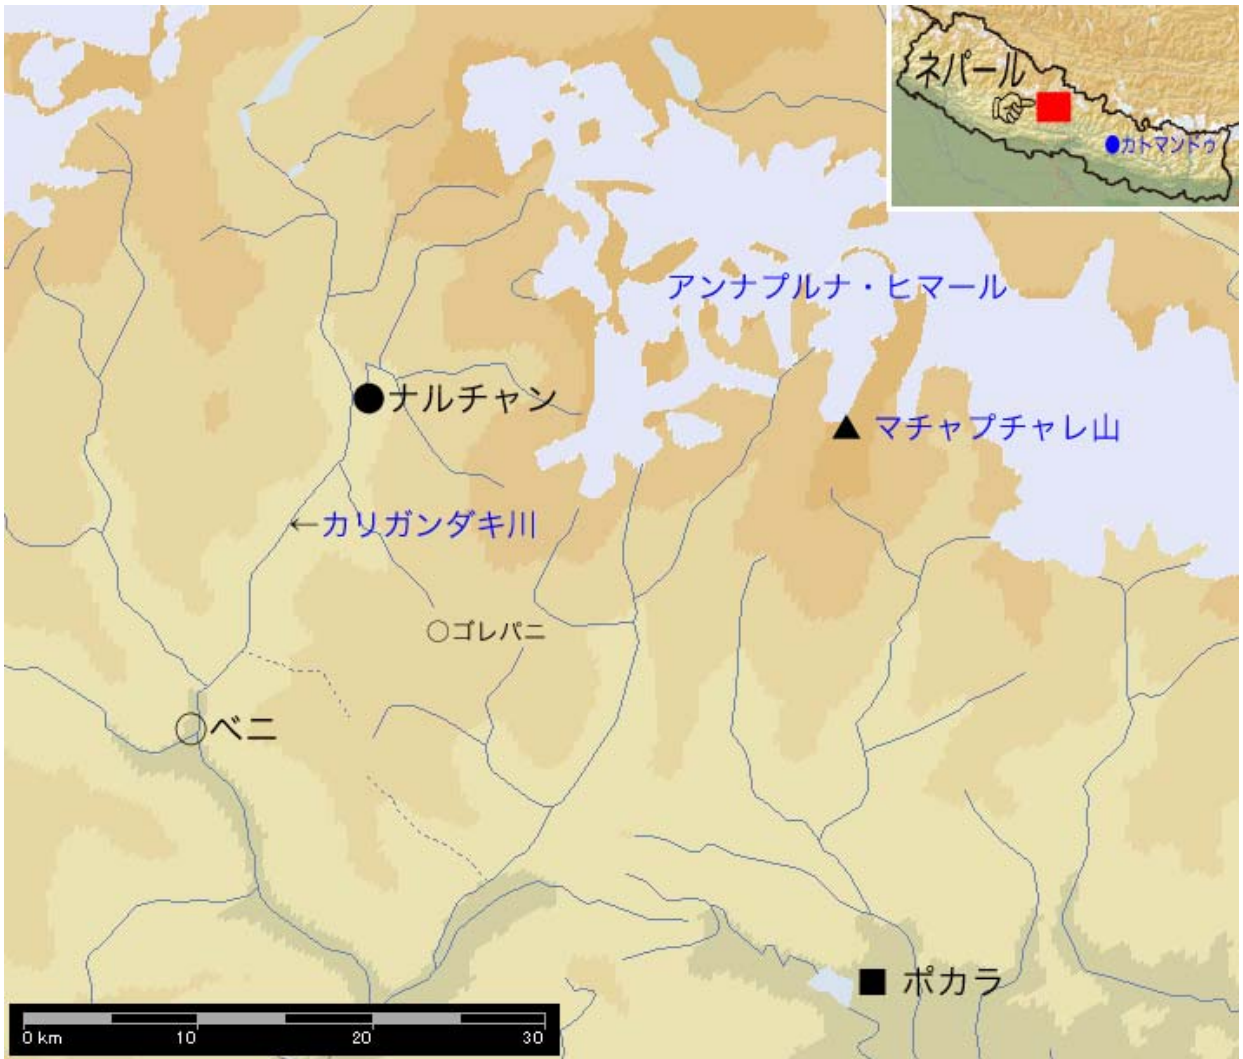 ネパール
●カトマンドゥ
アンナプルナ・ヒマール
●ナルチャン
▲ マチャプチャレ山
←カリガンダキ川
○ゴレパニ
○ベニ
■ ポカラ
0 km 10 20 30